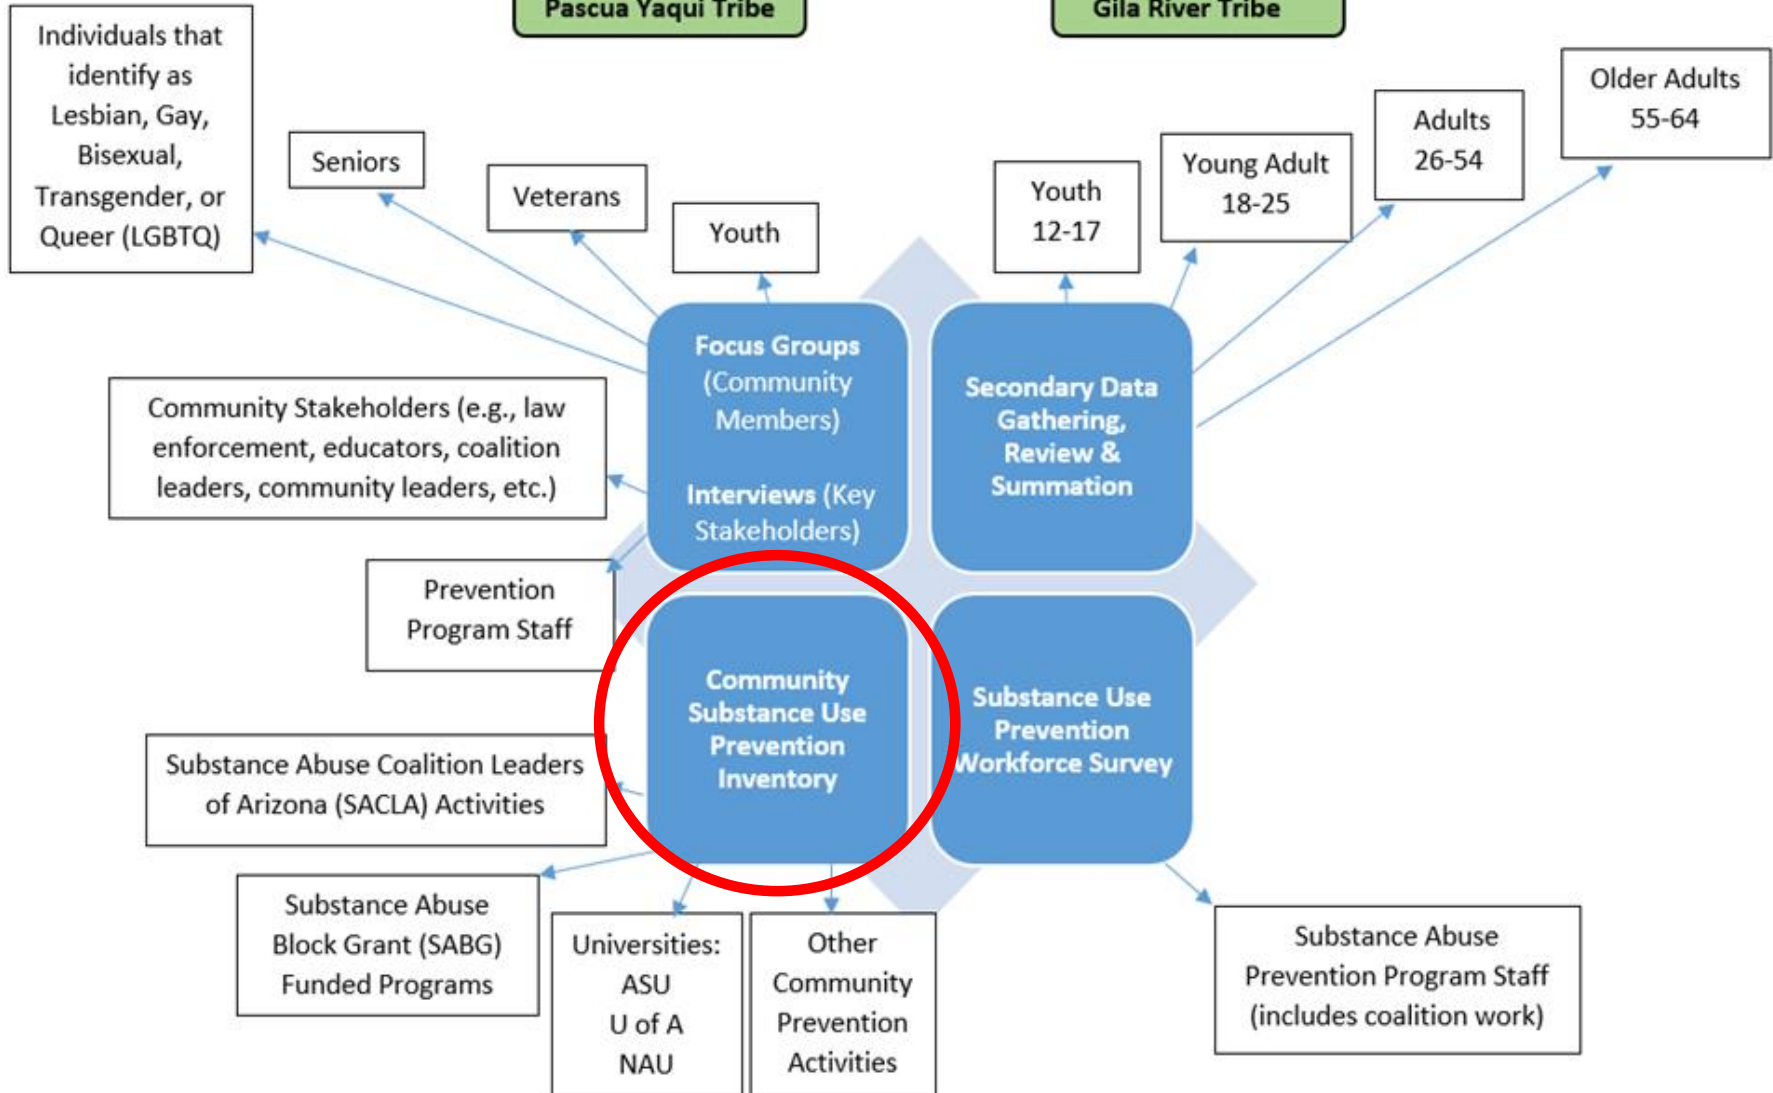 Pascua Yaqui Tribe
Gila River Tribe
Individuals that
identify as
Lesbian, Gay,
Bisexual,
Transgender, or
Queer (LGBTQ)
Seniors
Veterans
Youth
Youth
12-17
Young Adult
18-25
Adults
26-54
Older Adults
55-64
Focus Groups
(Community
Members)
Interviews (Key
Stakeholders)
Secondary Data
Gathering,
Review &
Summation
Community Stakeholders (e.g., law
enforcement, educators, coalition
leaders, community leaders, etc.)
Prevention
Program Staff
Community
Substance Use
Prevention
Inventory
Substance Use
Prevention
Workforce Survey
Substance Abuse Coalition Leaders
of Arizona (SACLA) Activities
Substance Abuse
Block Grant (SABG)
Funded Programs
Universities:
ASU
U of A
NAU
Other
Community
Prevention
Activities
Substance Abuse
Prevention Program Staff
(includes coalition work)